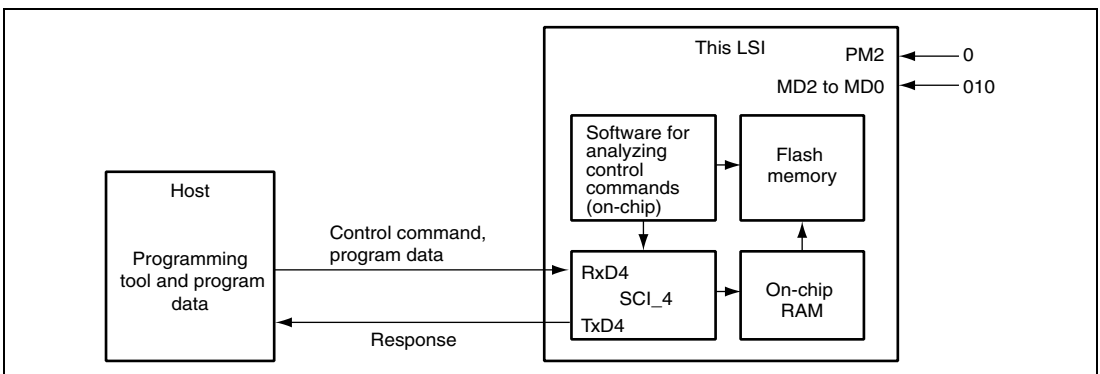 This LSI
PM2
0
MD2 to MD0
010
Software for
analyzing
control
commands
(on-chip)
Flash
memory
Host
Programming
tool and program
data
Control command,
program data
Response
RxD4
SCI_4
TxD4
On-chip
RAM